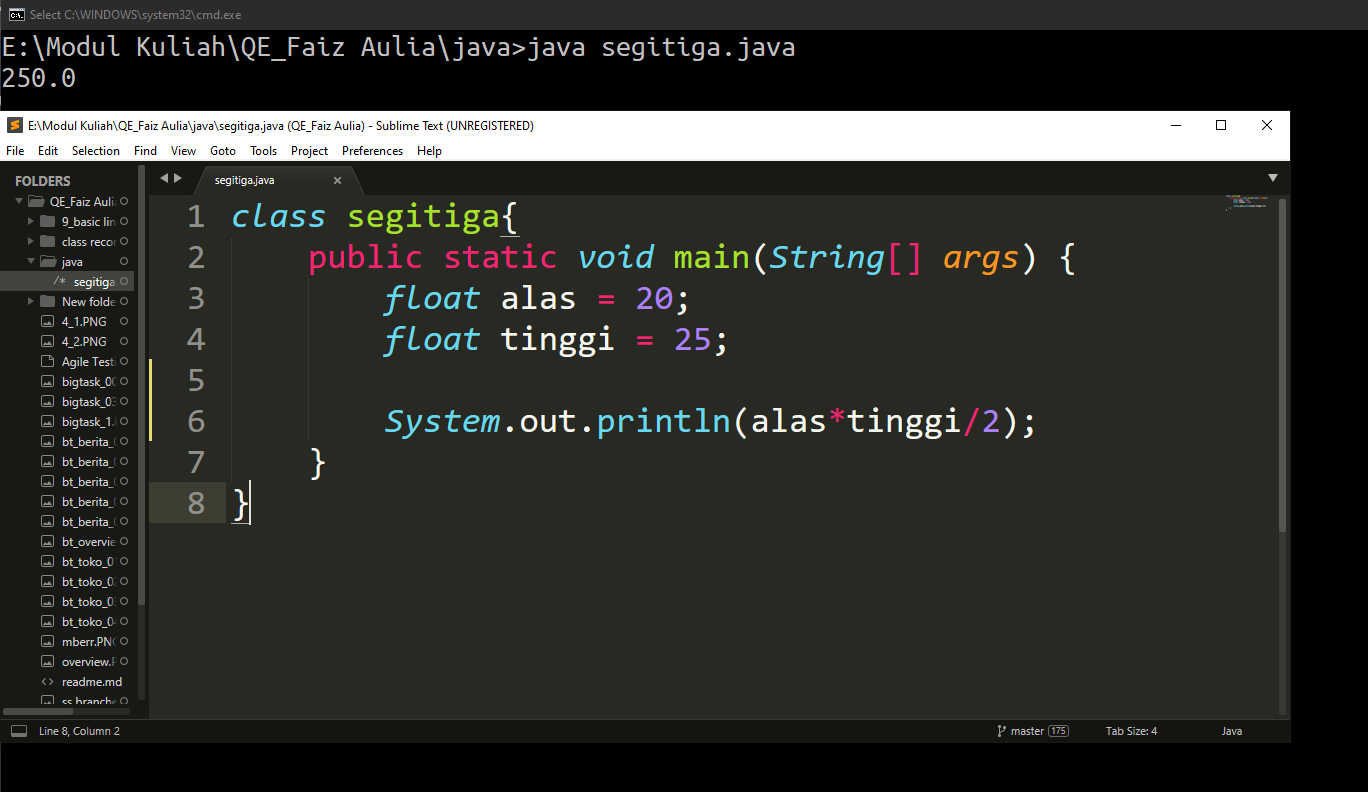 Select C:\WINDOWS\system32\cmd.exe
E:\Modul Kuliah\QE_Faiz Aulia\java>java segitiga.java
250.0
E:\Modul Kuliah\QE_Faiz Aulia\java\segitiga.java (QE_Faiz Aulia) - Sublime Text (UNREGISTERED)
File Edit Selection Find View Goto Tools Project Preferences Help
FOLDERS
QE_Faiz Auli
9_basic lin
class recor
java
/* segitiga
New folde
4_1.PNG
4_2.PNG
Agile Test
bigtask_00
bigtask_03
bigtask_1.
bt_berita_
bt_berita_
bt_berita_
bt_berita_
bt_berita_
bt_overvie
bt_toko_0
bt_toko_0
bt_toko_0
bt_toko_0
mberr.PN
overview.P
<> readme.md
ss branche
segitiga.java ×
1 class segitiga{
2 public static void main(String[] args) {
3 float alas = 20;
4 float tinggi = 25;
5
6 System.out.println(alas*tinggi/2);
7 }
8 }
Line 8, Column 2 master 175 Tab Size: 4 Java